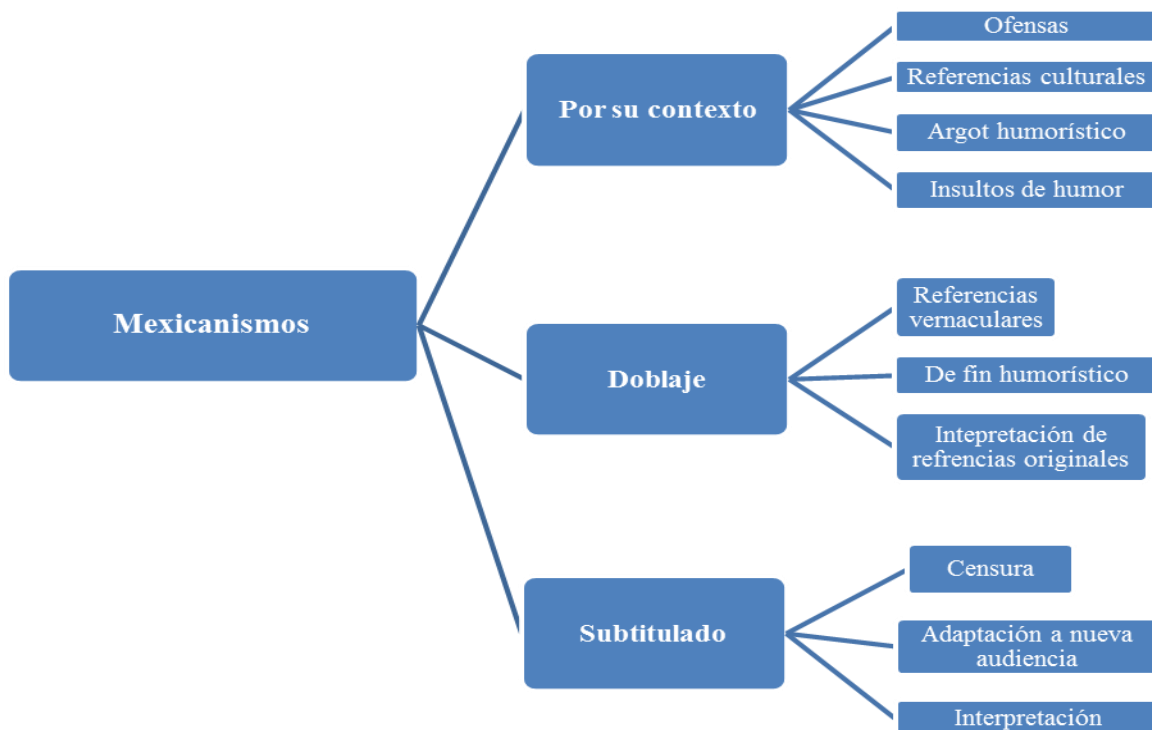 Mexicanismos
Por su contexto
Ofensas
Referencias culturales
Argot humorístico
Insultos de humor
Doblaje
Referencias
vernaculares
De fin humorístico
Intepretación de
refrencias originales
Subtitulado
Censura
Adaptación a nueva
audiencia
Interpretación